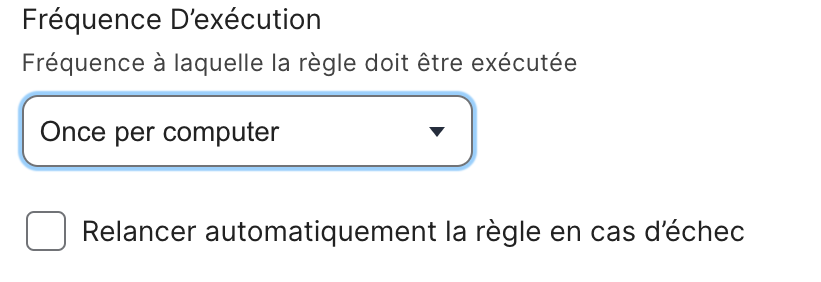 Fréquence D’exécution
Fréquence à laquelle la règle doit être exécutée
Once per computer
Relancer automatiquement la règle en cas d’échec